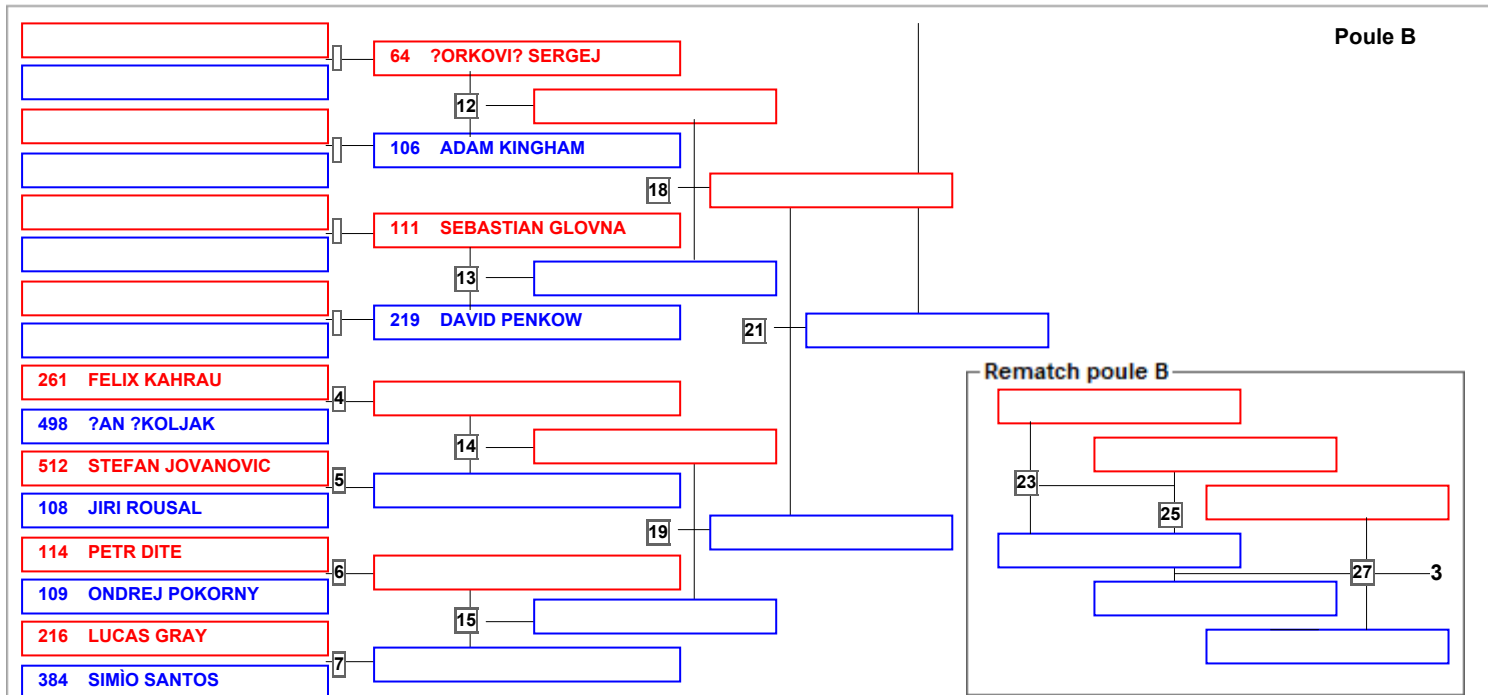 Poule B
64 ?ORKOVI? SERGEJ
12
106 ADAM KINGHAM
18
111 SEBASTIAN GLOVNA
13
219 DAVID PENKOW
21
261 FELIX KAHRAU
4
498 ?AN ?KOLJAK
14
512 STEFAN JOVANOVIC
5
108 JIRI ROUSAL
19
114 PETR DITE
6
109 ONDREJ POKORNY
15
216 LUCAS GRAY
7
384 SIMÌO SANTOS
Rematch poule B
23
25
27
3